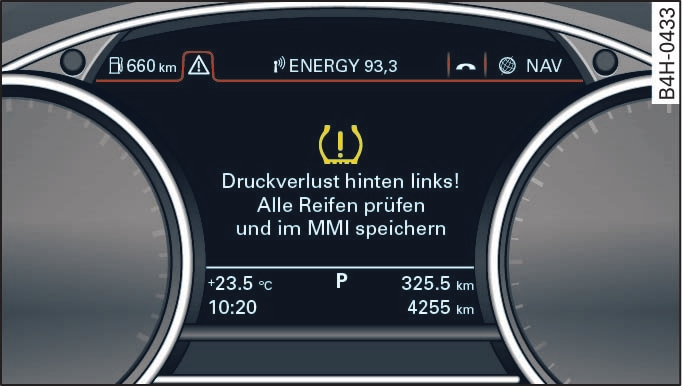 660 km
ENERGY 93,3
NAV
Druckverlust hinten links!
Alle Reifen prüfen
und im MMI speichern
+23.5 °C P 325.5 km
10:20 4255 km
B4H-0433